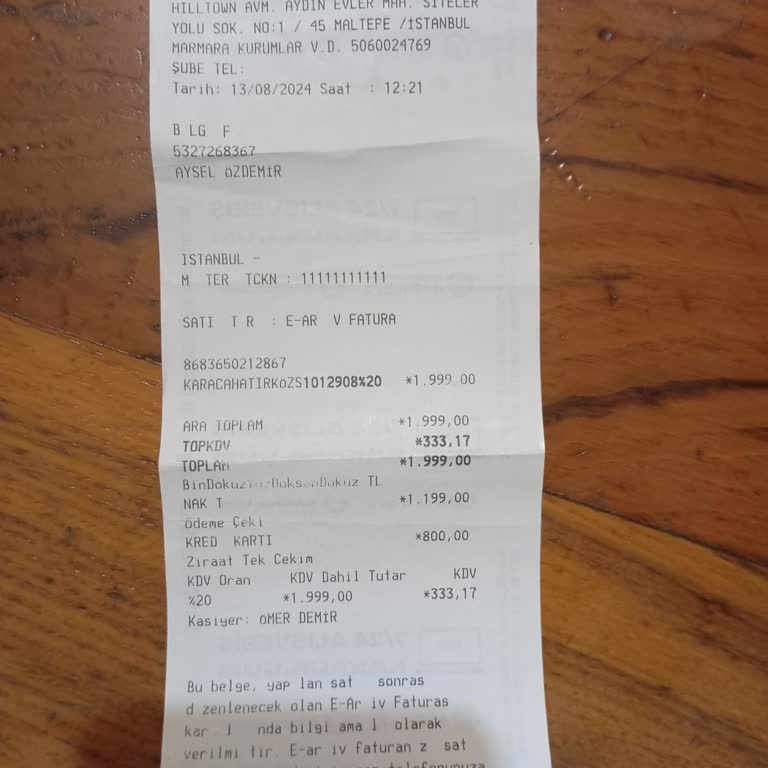 HILLTOWN AVM. AYDIN EVLER MAH. SİTELER
YOLU SOK. NO:1 / 45 MALTEPE /İSTANBUL
MARMARA KURUMLAR V.D. 5060024769
ŞUBE TEL:
Tarih: 13/08/2024 Saat : 12:21
B LG F
5327268367
AYSEL ÖZDEMİR
İSTANBUL -
M TER TCKN : 11111111111
SATI T R : E-AR V FATURA
8683650212867
KARACAHATIRKÖZS1012908%20 *1.999,00
ARA TOPLAM *1.999,00
TOPKDV *333,17
TOPLAM *1.999,00
BinDokuzYüzDoksanDokuz TL
NAK T *1.199,00
Ödeme Çeki
KRED KARTI *800,00
Ziraat Tek Cekim
KDV Oran KDV Dahil Tutar KDV
%20 *1.999,00 *333,17
Kasiyer: ÖMER DEMİR
Bu belge, yap lan sat sonras
d zenlenecek olan E-Ar iv Faturas
kar l nda bilgi ama l olarak
verilmi tir. E-ar iv faturan z sat